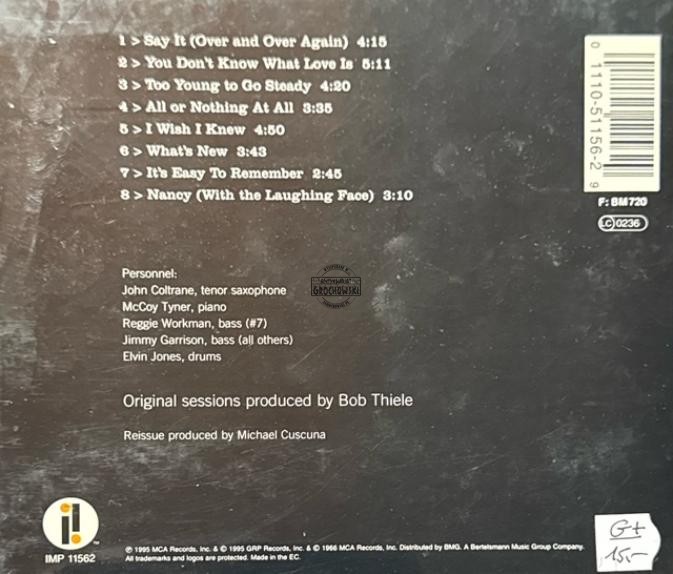 1 > Say It (Over and Over Again) 4:15
2 > You Don't Know What Love Is 5:11
3 > Too Young to Go Steady 4:20
4 > All or Nothing At All 3:35
5 > I Wish I Knew 4:50
6 > What's New 3:43
7 > It's Easy To Remember 2:45
8 > Nancy (With the Laughing Face) 3:10
0 1110-51156-2 9
F: BM 720
LC 0236
Personnel:
John Coltrane, tenor saxophone
McCoy Tyner, piano
Reggie Workman, bass (#7)
Jimmy Garrison, bass (all others)
Elvin Jones, drums
GROCHOWSKI
Original sessions produced by Bob Thiele
Reissue produced by Michael Cuscuna
IMP 11562
℗ 1995 MCA Records, Inc. & © 1995 GRP Records, Inc. & © 1966 MCA Records, Inc. Distributed by BMG. A Bertelsmann Music Group Company.
All trademarks and logos are protected. Made in the EC.
G+
15,-